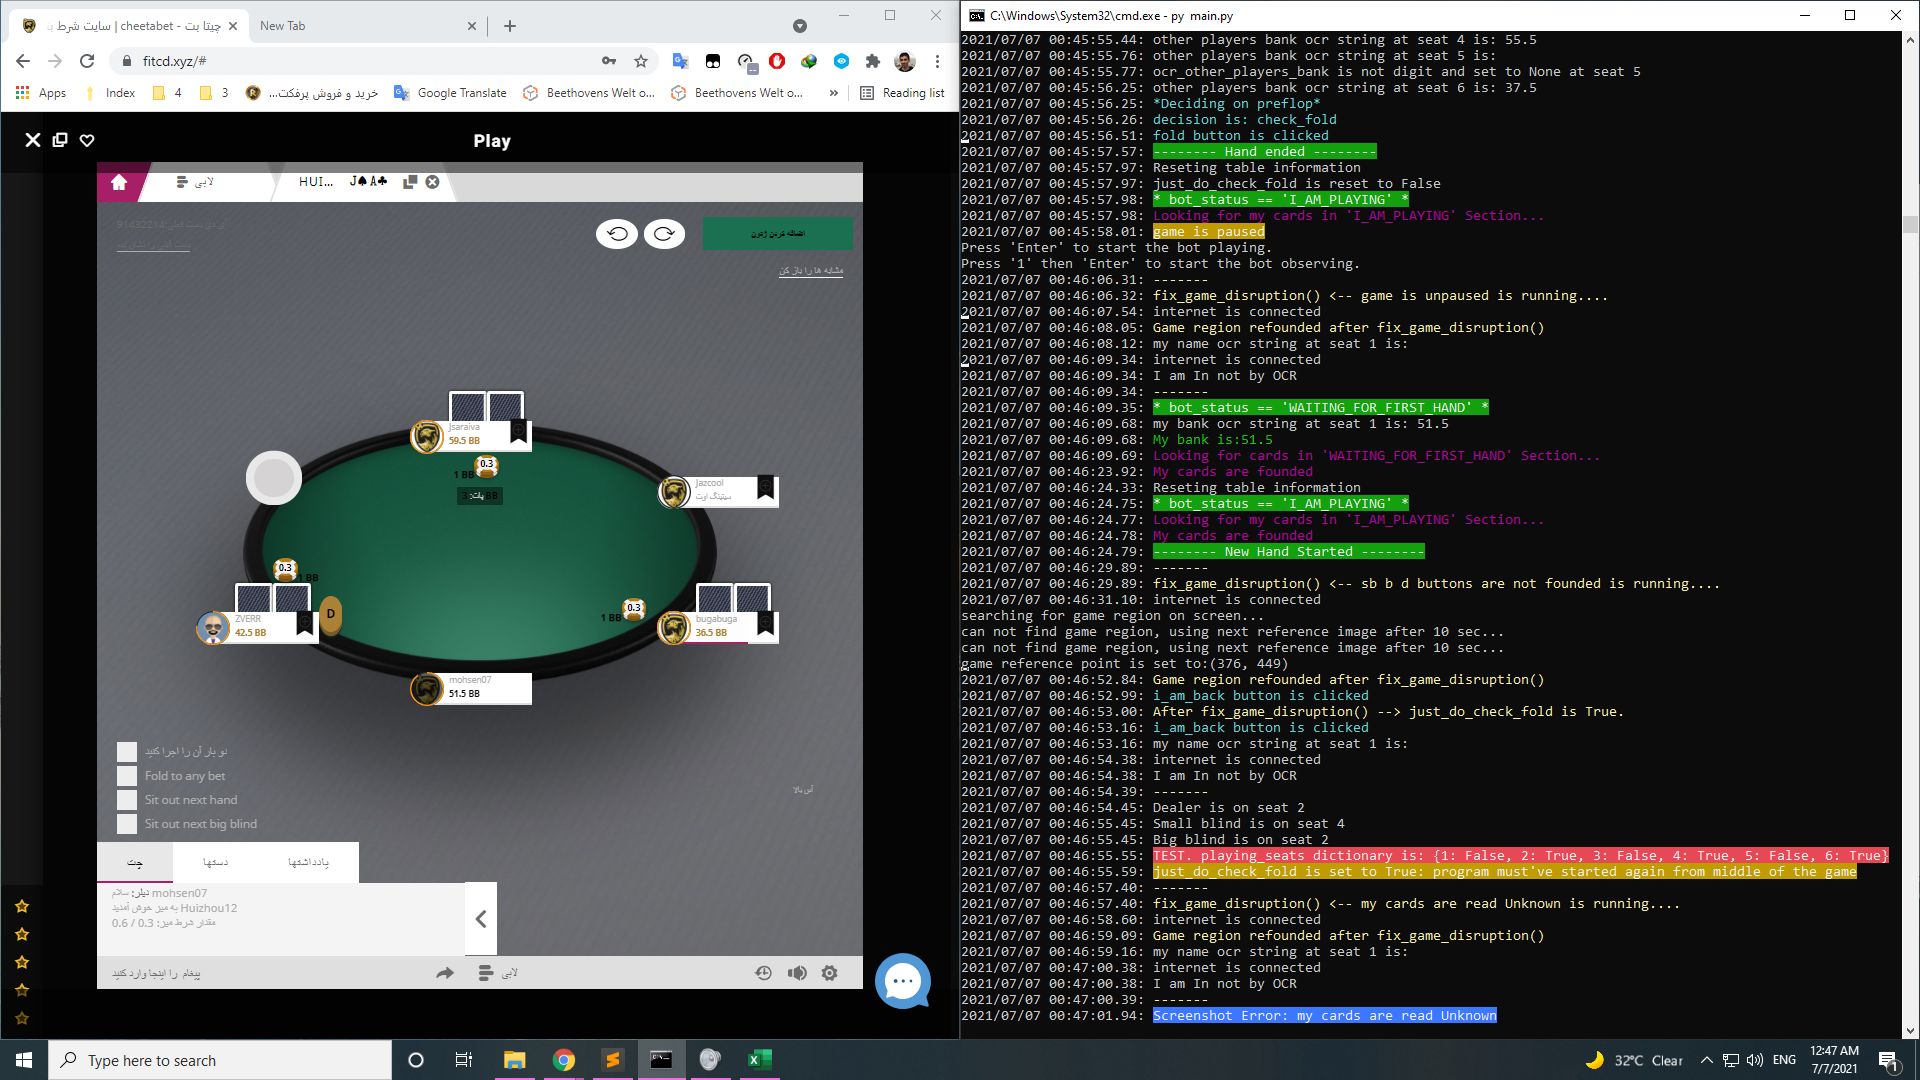 چیتا بت - cheetabet | سایت شرط ب
New Tab
fitcd.xyz/#
Apps
Index
4
3
خرید و فروش پرفکت...
Google Translate
Beethovens Welt o...
Beethovens Welt o...
»
Reading list
Play
لابی
HUI...
J♠ A♣
اضافه کردن ژتون
مشابه ها را باز کن
Jsaraiva
59.5 BB
0.3
1 BB
پات: 3 BB
Jazcool
سیتینگ اوت
0.3
1 BB
ZVERR
42.5 BB
D
0.3
1 BB
bugabuga
36.5 BB
mohsen07
51.5 BB
دو بار آن را اجرا کنید
Fold to any bet
Sit out next hand
Sit out next big blind
آس بالا
چت
دستها
یادداشتها
دیلر: سلام mohsen07
به میز خوش آمدید Huizhou12
مقدار شرط میز: 0.3 / 0.6
پیغام را اینجا وارد کنید
لابی
C:\Windows\System32\cmd.exe - py  main.py
2021/07/07 00:45:55.44: other players bank ocr string at seat 4 is: 55.5
2021/07/07 00:45:55.76: other players bank ocr string at seat 5 is:
2021/07/07 00:45:55.77: ocr_other_players_bank is not digit and set to None at seat 5
2021/07/07 00:45:56.25: other players bank ocr string at seat 6 is: 37.5
2021/07/07 00:45:56.25: *Deciding on preflop*
2021/07/07 00:45:56.26: decision is: check_fold
2021/07/07 00:45:56.51: fold button is clicked
2021/07/07 00:45:57.57: -------- Hand ended --------
2021/07/07 00:45:57.97: Reseting table information
2021/07/07 00:45:57.97: just_do_check_fold is reset to False
2021/07/07 00:45:57.98: * bot_status == 'I_AM_PLAYING' *
2021/07/07 00:45:57.98: Looking for my cards in 'I_AM_PLAYING' Section...
2021/07/07 00:45:58.01: game is paused
Press 'Enter' to start the bot playing.
Press '1' then 'Enter' to start the bot observing.
2021/07/07 00:46:06.31: -------
2021/07/07 00:46:06.32: fix_game_disruption() <-- game is unpaused is running....
2021/07/07 00:46:07.54: internet is connected
2021/07/07 00:46:08.05: Game region refounded after fix_game_disruption()
2021/07/07 00:46:08.12: my name ocr string at seat 1 is:
2021/07/07 00:46:09.34: internet is connected
2021/07/07 00:46:09.34: I am In not by OCR
2021/07/07 00:46:09.34: -------
2021/07/07 00:46:09.35: * bot_status == 'WAITING_FOR_FIRST_HAND' *
2021/07/07 00:46:09.68: my bank ocr string at seat 1 is: 51.5
2021/07/07 00:46:09.68: My bank is:51.5
2021/07/07 00:46:09.69: Looking for cards in 'WAITING_FOR_FIRST_HAND' Section...
2021/07/07 00:46:23.92: My cards are founded
2021/07/07 00:46:24.33: Reseting table information
2021/07/07 00:46:24.75: * bot_status == 'I_AM_PLAYING' *
2021/07/07 00:46:24.77: Looking for my cards in 'I_AM_PLAYING' Section...
2021/07/07 00:46:24.78: My cards are founded
2021/07/07 00:46:24.79: -------- New Hand Started --------
2021/07/07 00:46:29.89: -------
2021/07/07 00:46:29.89: fix_game_disruption() <-- sb b d buttons are not founded is running....
2021/07/07 00:46:31.10: internet is connected
searching for game region on screen...
can not find game region, using next reference image after 10 sec...
can not find game region, using next reference image after 10 sec...
game reference point is set to:(376, 449)
2021/07/07 00:46:52.84: Game region refounded after fix_game_disruption()
2021/07/07 00:46:52.99: i_am_back button is clicked
2021/07/07 00:46:53.00: After fix_game_disruption() --> just_do_check_fold is True.
2021/07/07 00:46:53.16: i_am_back button is clicked
2021/07/07 00:46:53.16: my name ocr string at seat 1 is:
2021/07/07 00:46:54.38: internet is connected
2021/07/07 00:46:54.38: I am In not by OCR
2021/07/07 00:46:54.39: -------
2021/07/07 00:46:54.45: Dealer is on seat 2
2021/07/07 00:46:55.45: Small blind is on seat 4
2021/07/07 00:46:55.45: Big blind is on seat 2
2021/07/07 00:46:55.55: TEST. playing_seats dictionary is: {1: False, 2: True, 3: False, 4: True, 5: False, 6: True}
2021/07/07 00:46:55.59: just_do_check_fold is set to True: program must've started again from middle of the game
2021/07/07 00:46:57.40: -------
2021/07/07 00:46:57.40: fix_game_disruption() <-- my cards are read Unknown is running....
2021/07/07 00:46:58.60: internet is connected
2021/07/07 00:46:59.09: Game region refounded after fix_game_disruption()
2021/07/07 00:46:59.16: my name ocr string at seat 1 is:
2021/07/07 00:47:00.38: internet is connected
2021/07/07 00:47:00.38: I am In not by OCR
2021/07/07 00:47:00.39: -------
2021/07/07 00:47:01.94: Screenshot Error: my cards are read Unknown
Type here to search
32°C Clear
ENG
12:47 AM
7/7/2021
1